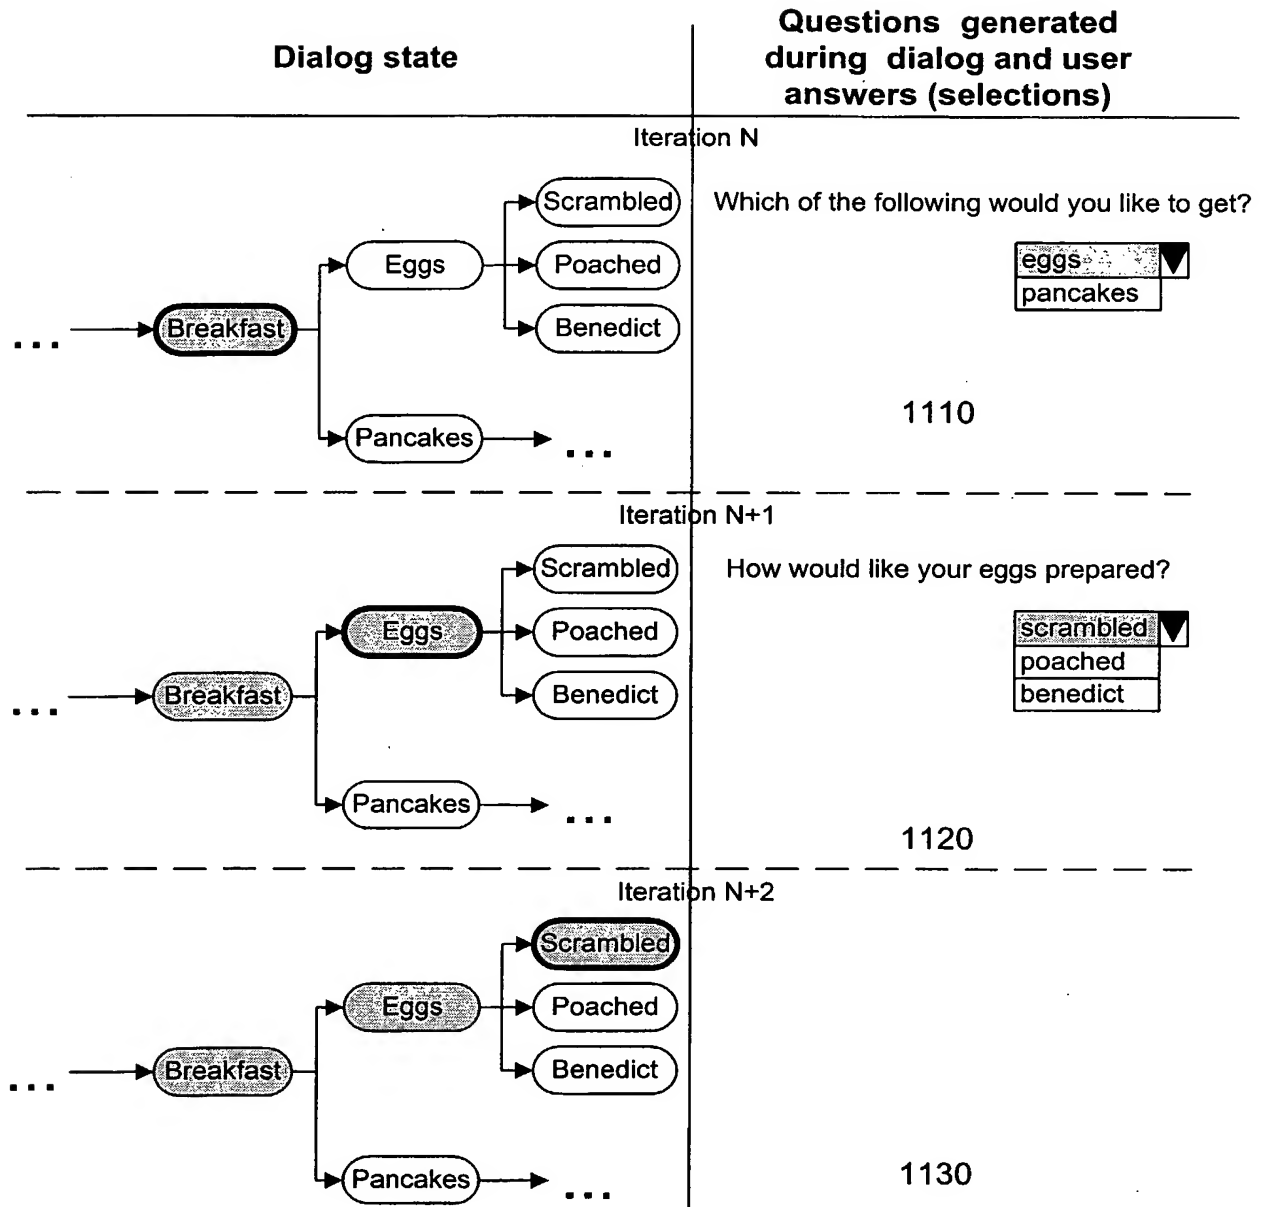 Dialog state
Questions generated
during dialog and user
answers (selections)
Iteration N
Scrambled
Which of the following would you like to get?
Eggs
Poached
eggs
pancakes
Breakfast
Benedict
...
1110
Pancakes
...
Iteration N+1
Scrambled
How would like your eggs prepared?
Eggs
Poached
scrambled
poached
benedict
Breakfast
Benedict
...
Pancakes
...
1120
Iteration N+2
Scrambled
Eggs
Poached
Breakfast
Benedict
...
Pancakes
...
1130